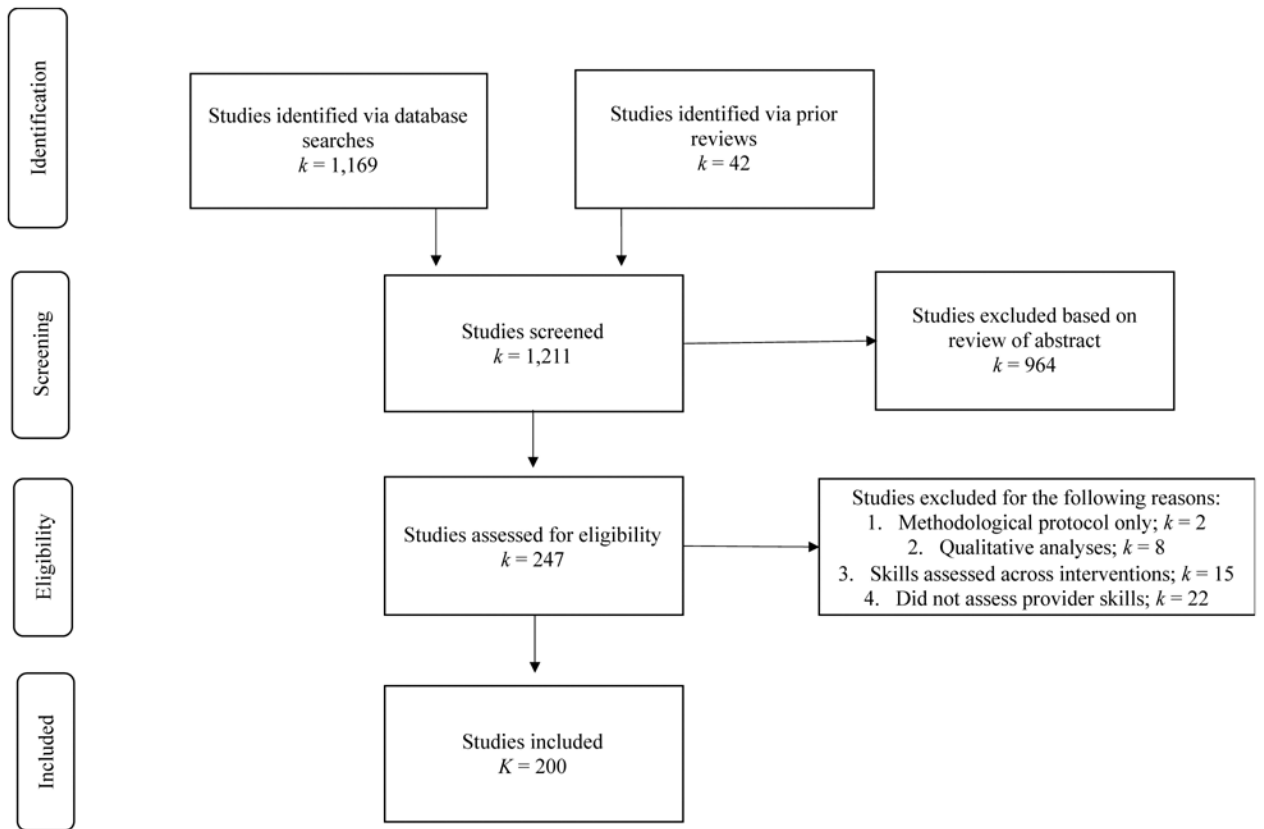 Identification
Studies identified via database
searches
k = 1,169
Studies identified via prior
reviews
k = 42
Screening
Studies screened
k = 1,211
Studies excluded based on
review of abstract
k = 964
Eligibility
Studies assessed for eligibility
k = 247
Studies excluded for the following reasons:
1. Methodological protocol only; k = 2
2. Qualitative analyses; k = 8
3. Skills assessed across interventions; k = 15
4. Did not assess provider skills; k = 22
Included
Studies included
K = 200